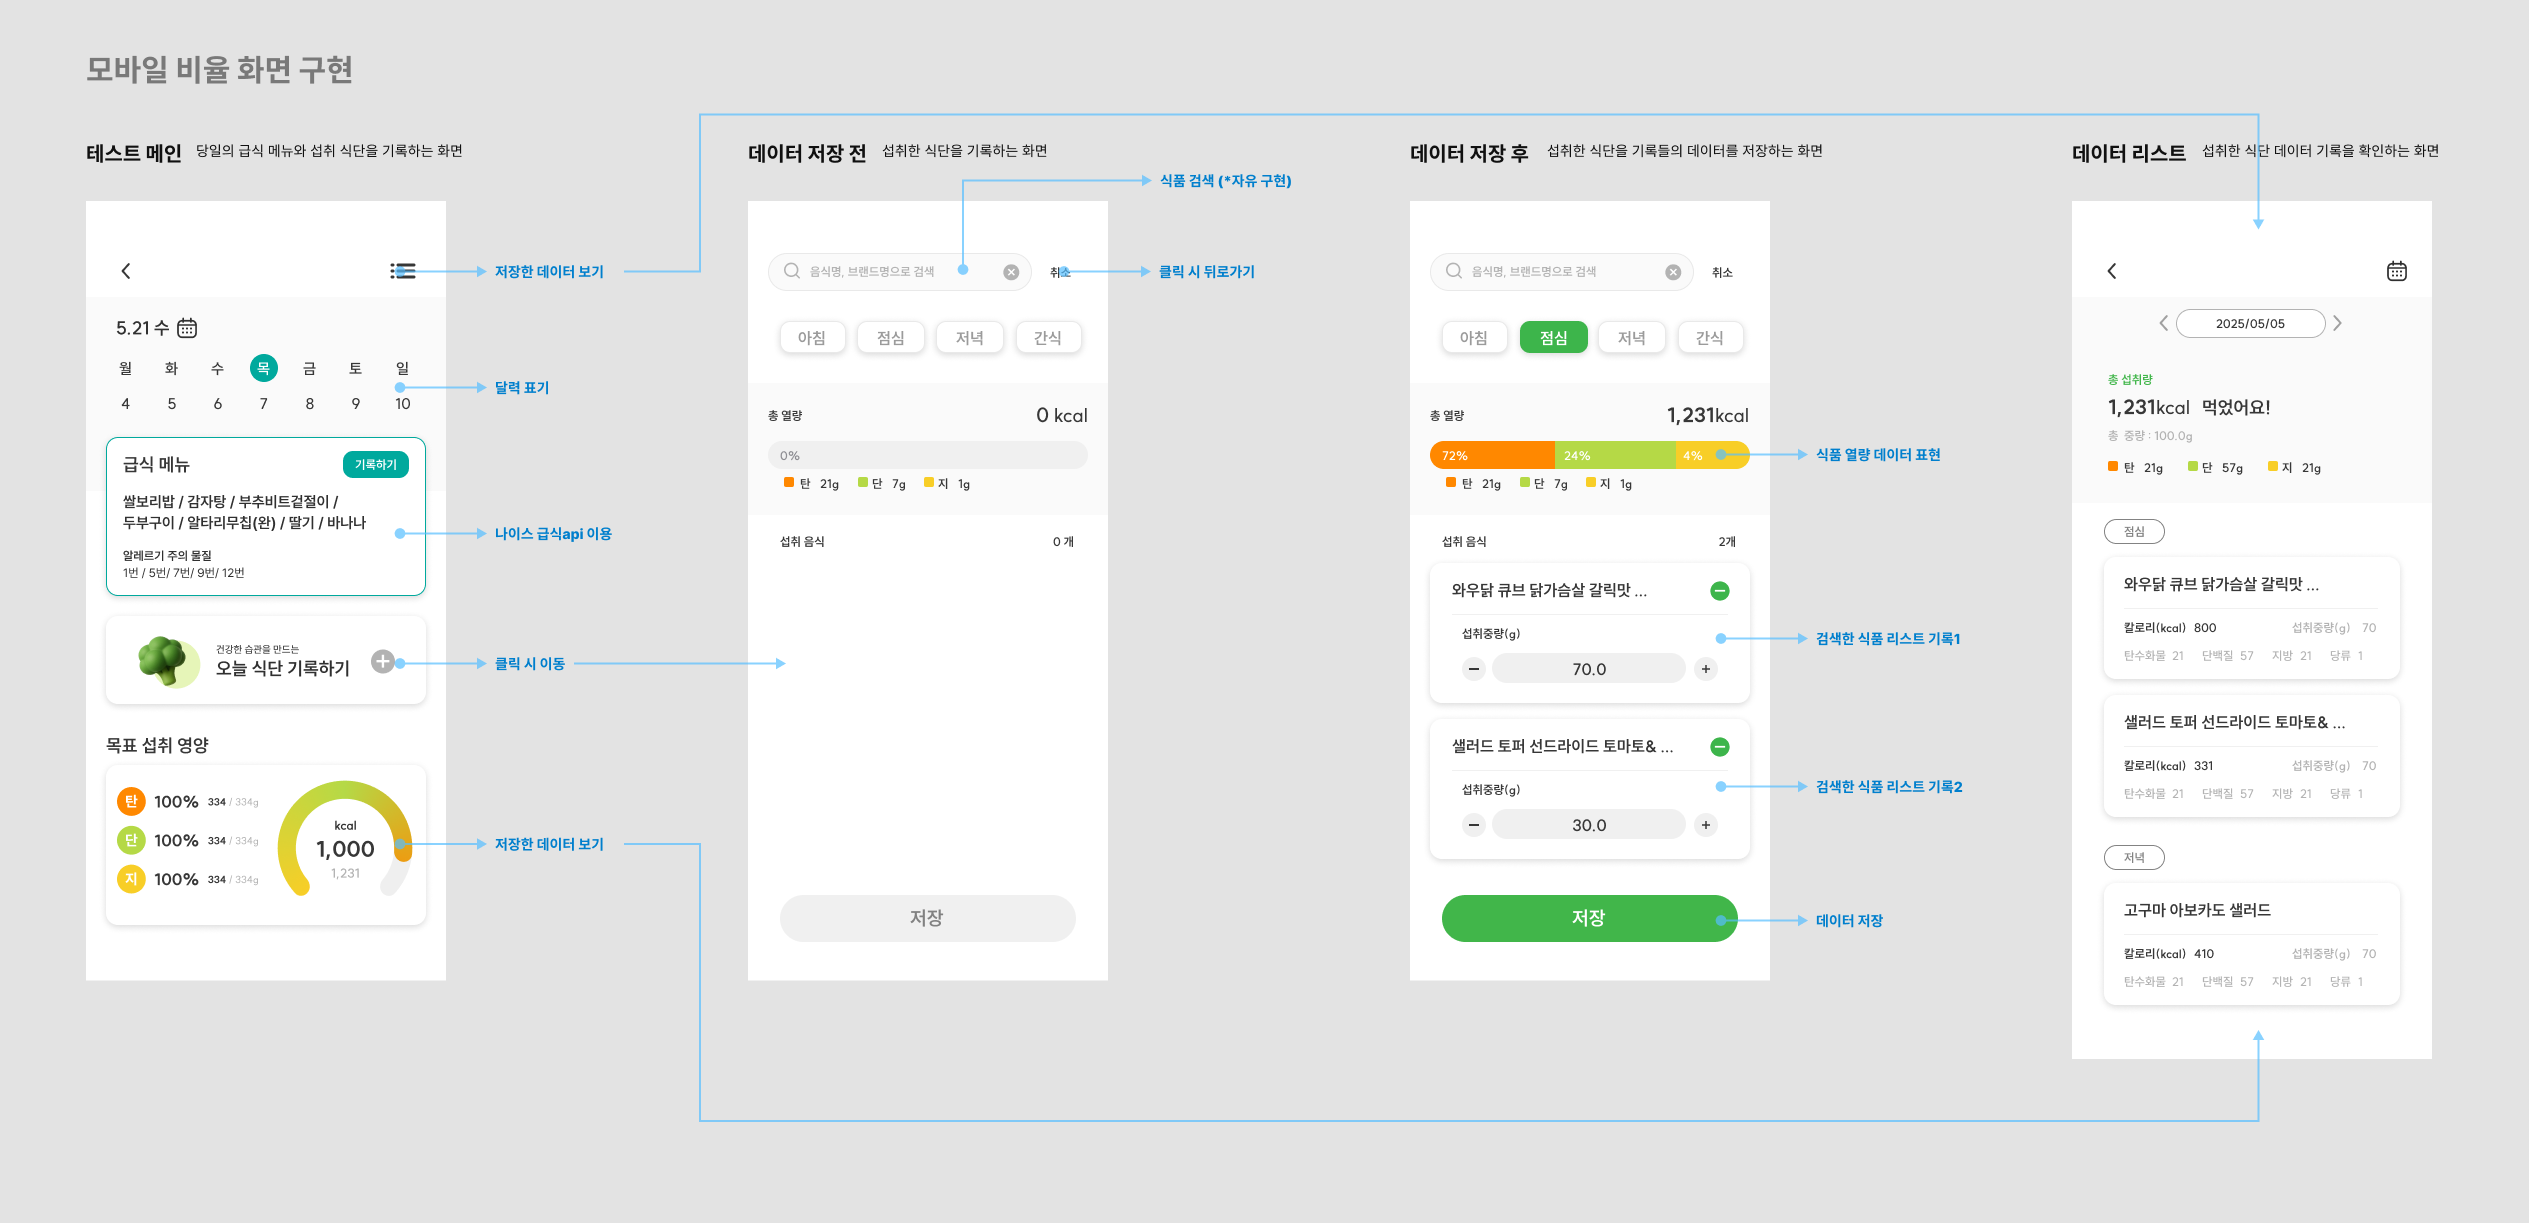 모바일 비율 화면 구현
테스트 메인 당일의 급식 메뉴와 섭취 식단을 기록하는 화면
저장한 데이터 보기
5.21 수
월 화 수 목 금 토 일
4 5 6 7 8 9 10
달력 표기
급식 메뉴
기록하기
쌀보리밥 / 감자탕 / 부추비트겉절이 /
두부구이 / 알타리무칩(완) / 딸기 / 바나나
알레르기 주의 물질
1번 / 5번/ 7번/ 9번/ 12번
나이스 급식api 이용
건강한 습관을 만드는
오늘 식단 기록하기
클릭 시 이동
목표 섭취 영양
탄 100% 334 / 334g
단 100% 334 / 334g
지 100% 334 / 334g
kcal
1,000
1,231
저장한 데이터 보기
데이터 저장 전 섭취한 식단을 기록하는 화면
식품 검색 (*자유 구현)
음식명, 브랜드명으로 검색
취소
클릭 시 뒤로가기
아침 점심 저녁 간식
총 열량 0 kcal
0%
탄 21g 단 7g 지 1g
섭취 음식 0 개
저장
데이터 저장 후 섭취한 식단을 기록들의 데이터를 저장하는 화면
음식명, 브랜드명으로 검색
취소
아침 점심 저녁 간식
총 열량 1,231kcal
72% 24% 4%
식품 열량 데이터 표현
탄 21g 단 7g 지 1g
섭취 음식 2개
와우닭 큐브 닭가슴살 갈릭맛 ...
섭취중량(g)
70.0
검색한 식품 리스트 기록1
샐러드 토퍼 선드라이드 토마토& ...
섭취중량(g)
30.0
검색한 식품 리스트 기록2
저장
데이터 저장
데이터 리스트 섭취한 식단 데이터 기록을 확인하는 화면
2025/05/05
총 섭취량
1,231kcal 먹었어요!
총 중량 : 100.0g
탄 21g 단 57g 지 21g
점심
와우닭 큐브 닭가슴살 갈릭맛 ...
칼로리(kcal) 800 섭취중량(g) 70
탄수화물 21 단백질 57 지방 21 당류 1
샐러드 토퍼 선드라이드 토마토& ...
칼로리(kcal) 331 섭취중량(g) 70
탄수화물 21 단백질 57 지방 21 당류 1
저녁
고구마 아보카도 샐러드
칼로리(kcal) 410 섭취중량(g) 70
탄수화물 21 단백질 57 지방 21 당류 1